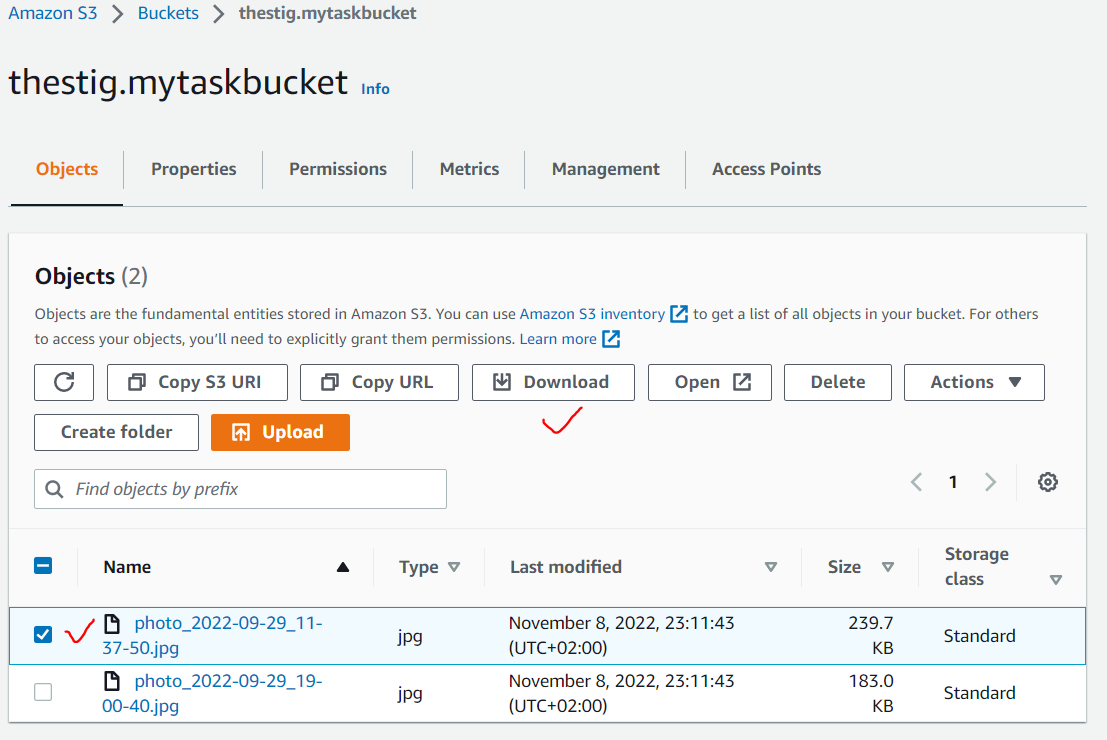 Amazon S3 > Buckets > thestig.mytaskbucket
thestig.mytaskbucket Info
Objects Properties Permissions Metrics Management Access Points
Objects (2)
Objects are the fundamental entities stored in Amazon S3. You can use Amazon S3 inventory to get a list of all objects in your bucket. For others
to access your objects, you’ll need to explicitly grant them permissions. Learn more
Copy S3 URI Copy URL Download Open Delete Actions
Create folder Upload
Find objects by prefix 1
Name Type Last modified Size Storage
class
photo_2022-09-29_11- jpg November 8, 2022, 23:11:43 239.7 Standard
37-50.jpg (UTC+02:00) KB
photo_2022-09-29_19- jpg November 8, 2022, 23:11:43 183.0 Standard
00-40.jpg (UTC+02:00) KB